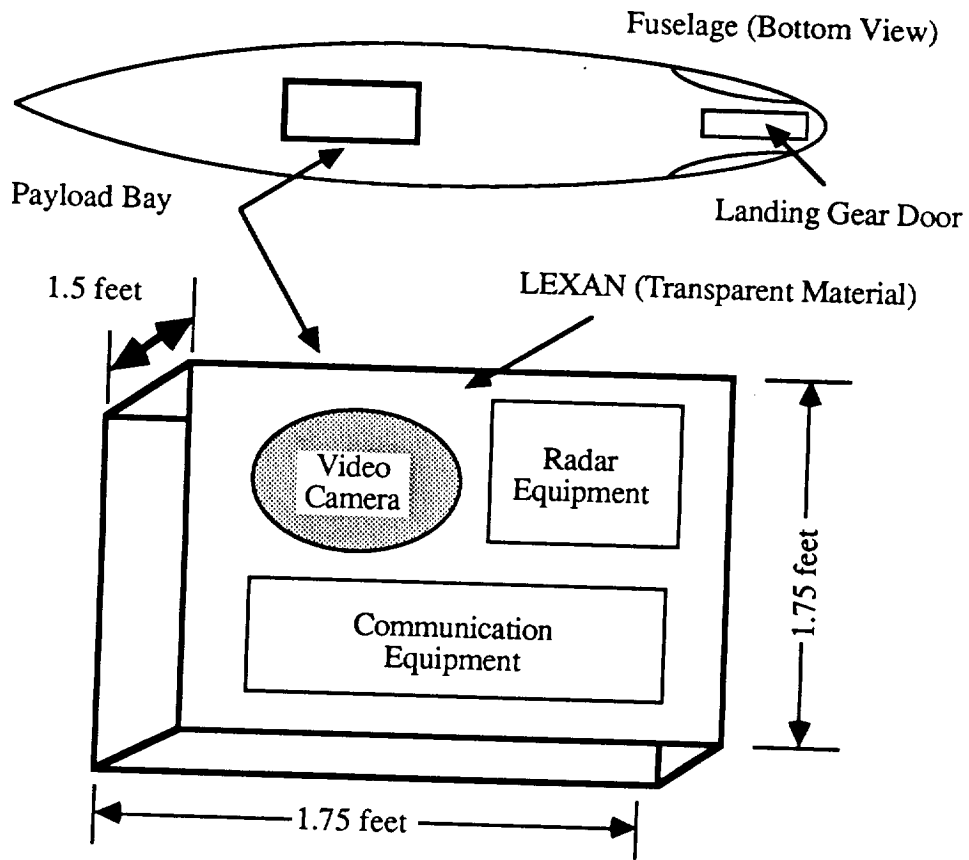 Fuselage (Bottom View)
Payload Bay
Landing Gear Door
1.5 feet
LEXAN (Transparent Material)
Video
Camera
Radar
Equipment
Communication
Equipment
1.75 feet
1.75 feet